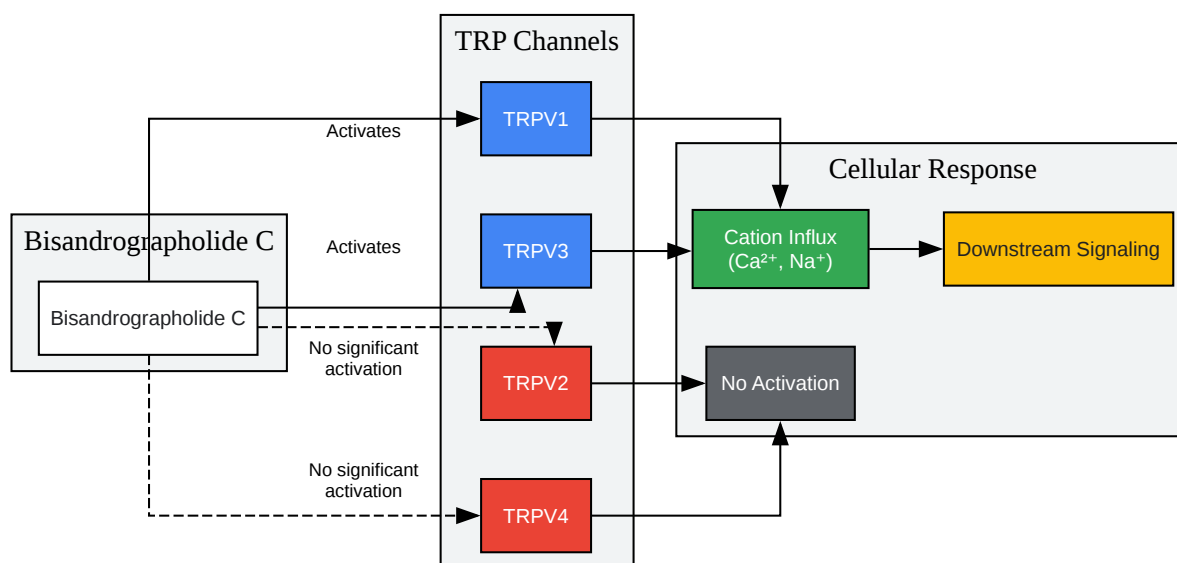 TRP Channels
TRPV1
Activates
Cellular Response
Bisandrographolide C
Activates
TRPV3
Cation Influx
(Ca²⁺, Na⁺)
Downstream Signaling
Bisandrographolide C
No significant
activation
TRPV2
No Activation
No significant
activation
TRPV4